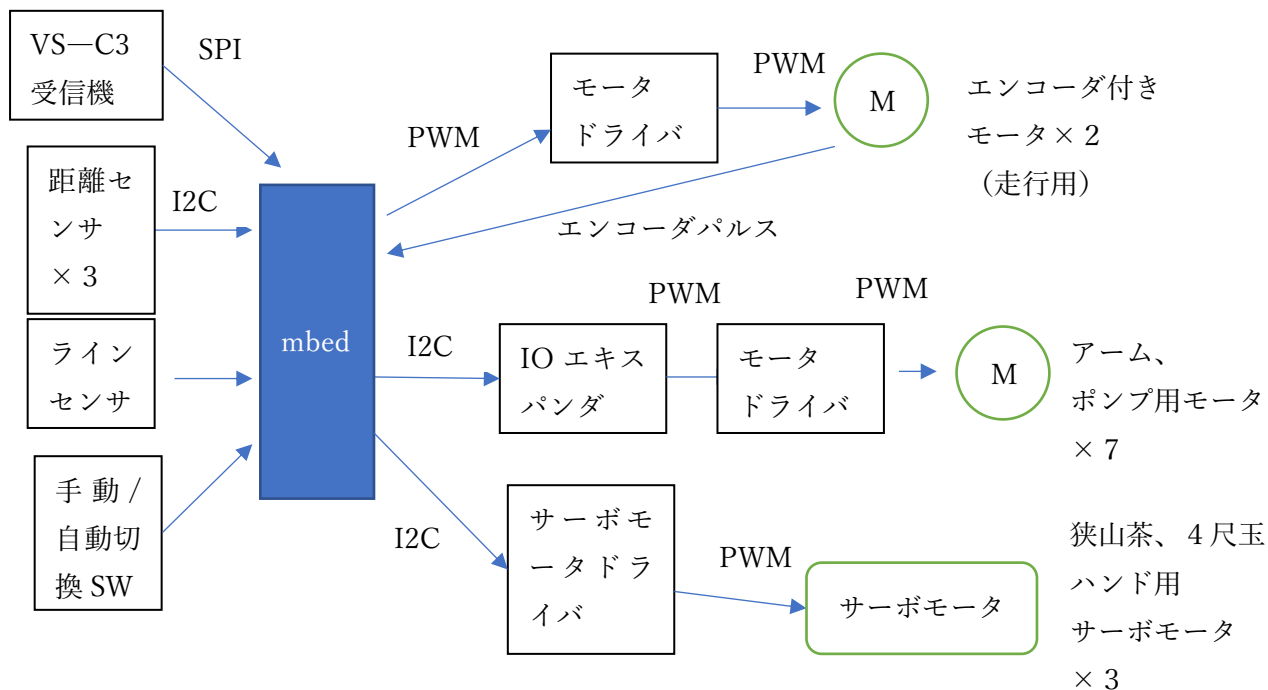 VS―C3
受信機
SPI
距離セ
ンサ
×3
I2C
ライン
センサ
手動/
自動切
換SW
mbed
PWM
モータ
ドライバ
PWM
M
エンコーダ付き
モータ×2
（走行用）
エンコーダパルス
I2C
IOエキス
パンダ
PWM
モータ
ドライバ
PWM
M
アーム、
ポンプ用モータ
×7
I2C
サーボモ
ータドラ
イバ
PWM
サーボモータ
狭山茶、4尺玉
ハンド用
サーボモータ
×3